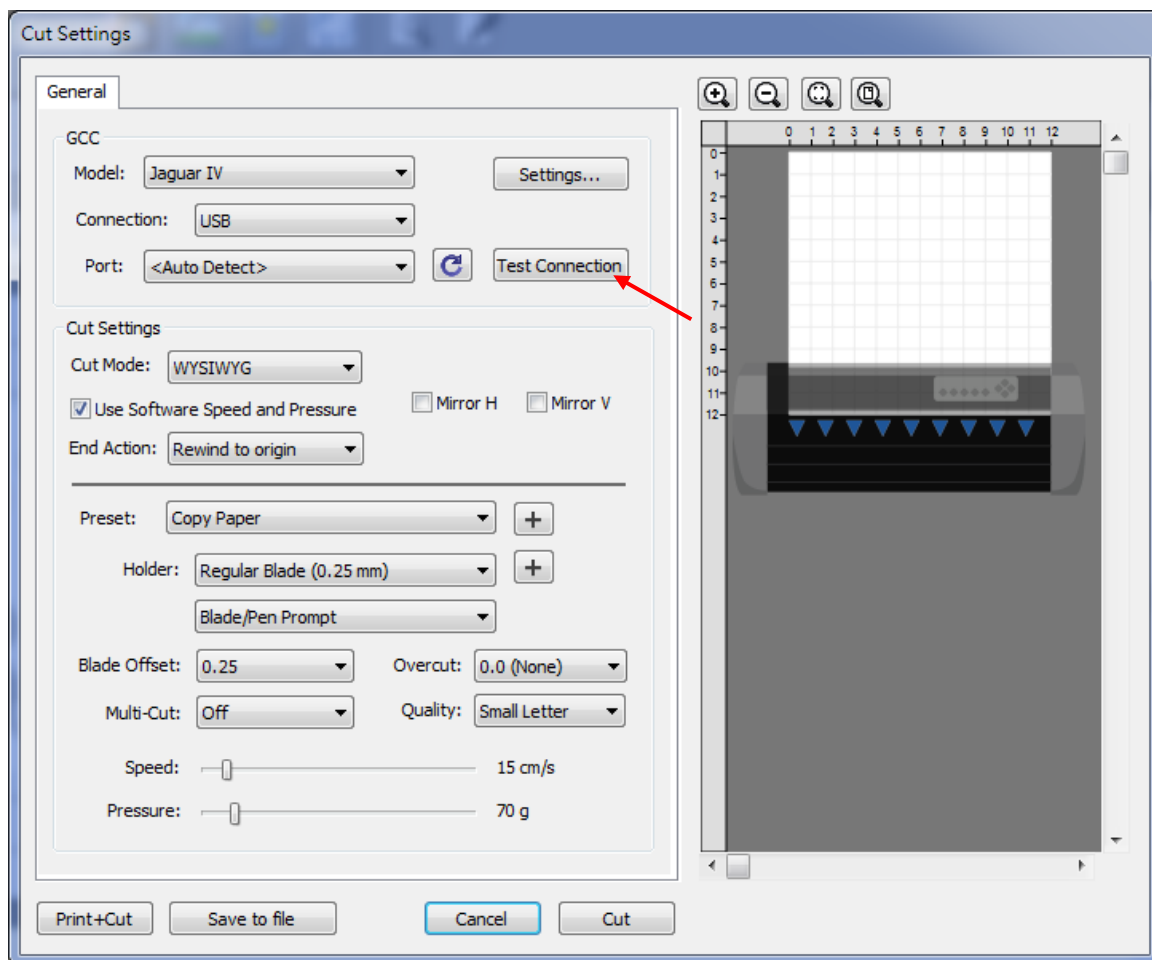 Cut Settings
General
GCC
Model: Jaguar IV Settings...
Connection: USB
Port: <Auto Detect> Test Connection
Cut Settings
Cut Mode: WYSIWYG
Use Software Speed and Pressure Mirror H Mirror V
End Action: Rewind to origin
Preset: Copy Paper +
Holder: Regular Blade (0.25 mm) +
Blade/Pen Prompt
Blade Offset: 0.25 Overcut: 0.0 (None)
Multi-Cut: Off Quality: Small Letter
Speed: 15 cm/s
Pressure: 70 g
Print+Cut Save to file Cancel Cut
0 1 2 3 4 5 6 7 8 9 10 11 12
0
1
2
3
4
5
6
7
8
9
10
11
12